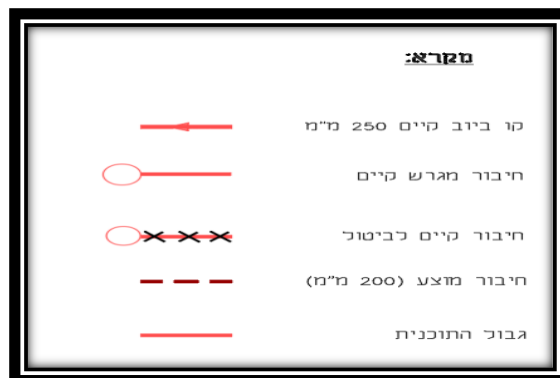 מקרא:
קו ביוב קיים 250 מ"מ
חיבור מגרש קיים
חיבור קיים לביטול
חיבור מוצע (200 מ"מ)
גבול התוכנית